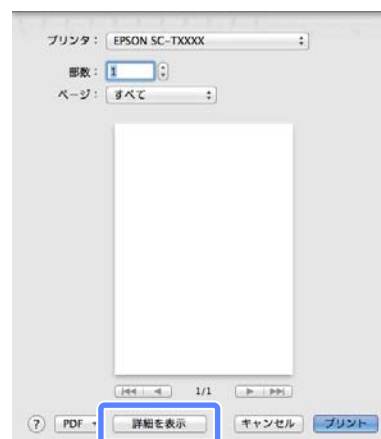 プリンタ： EPSON SC-TXXXX
部数： 1
ページ： すべて
1/1
? PDF 詳細を表示 キャンセル プリント